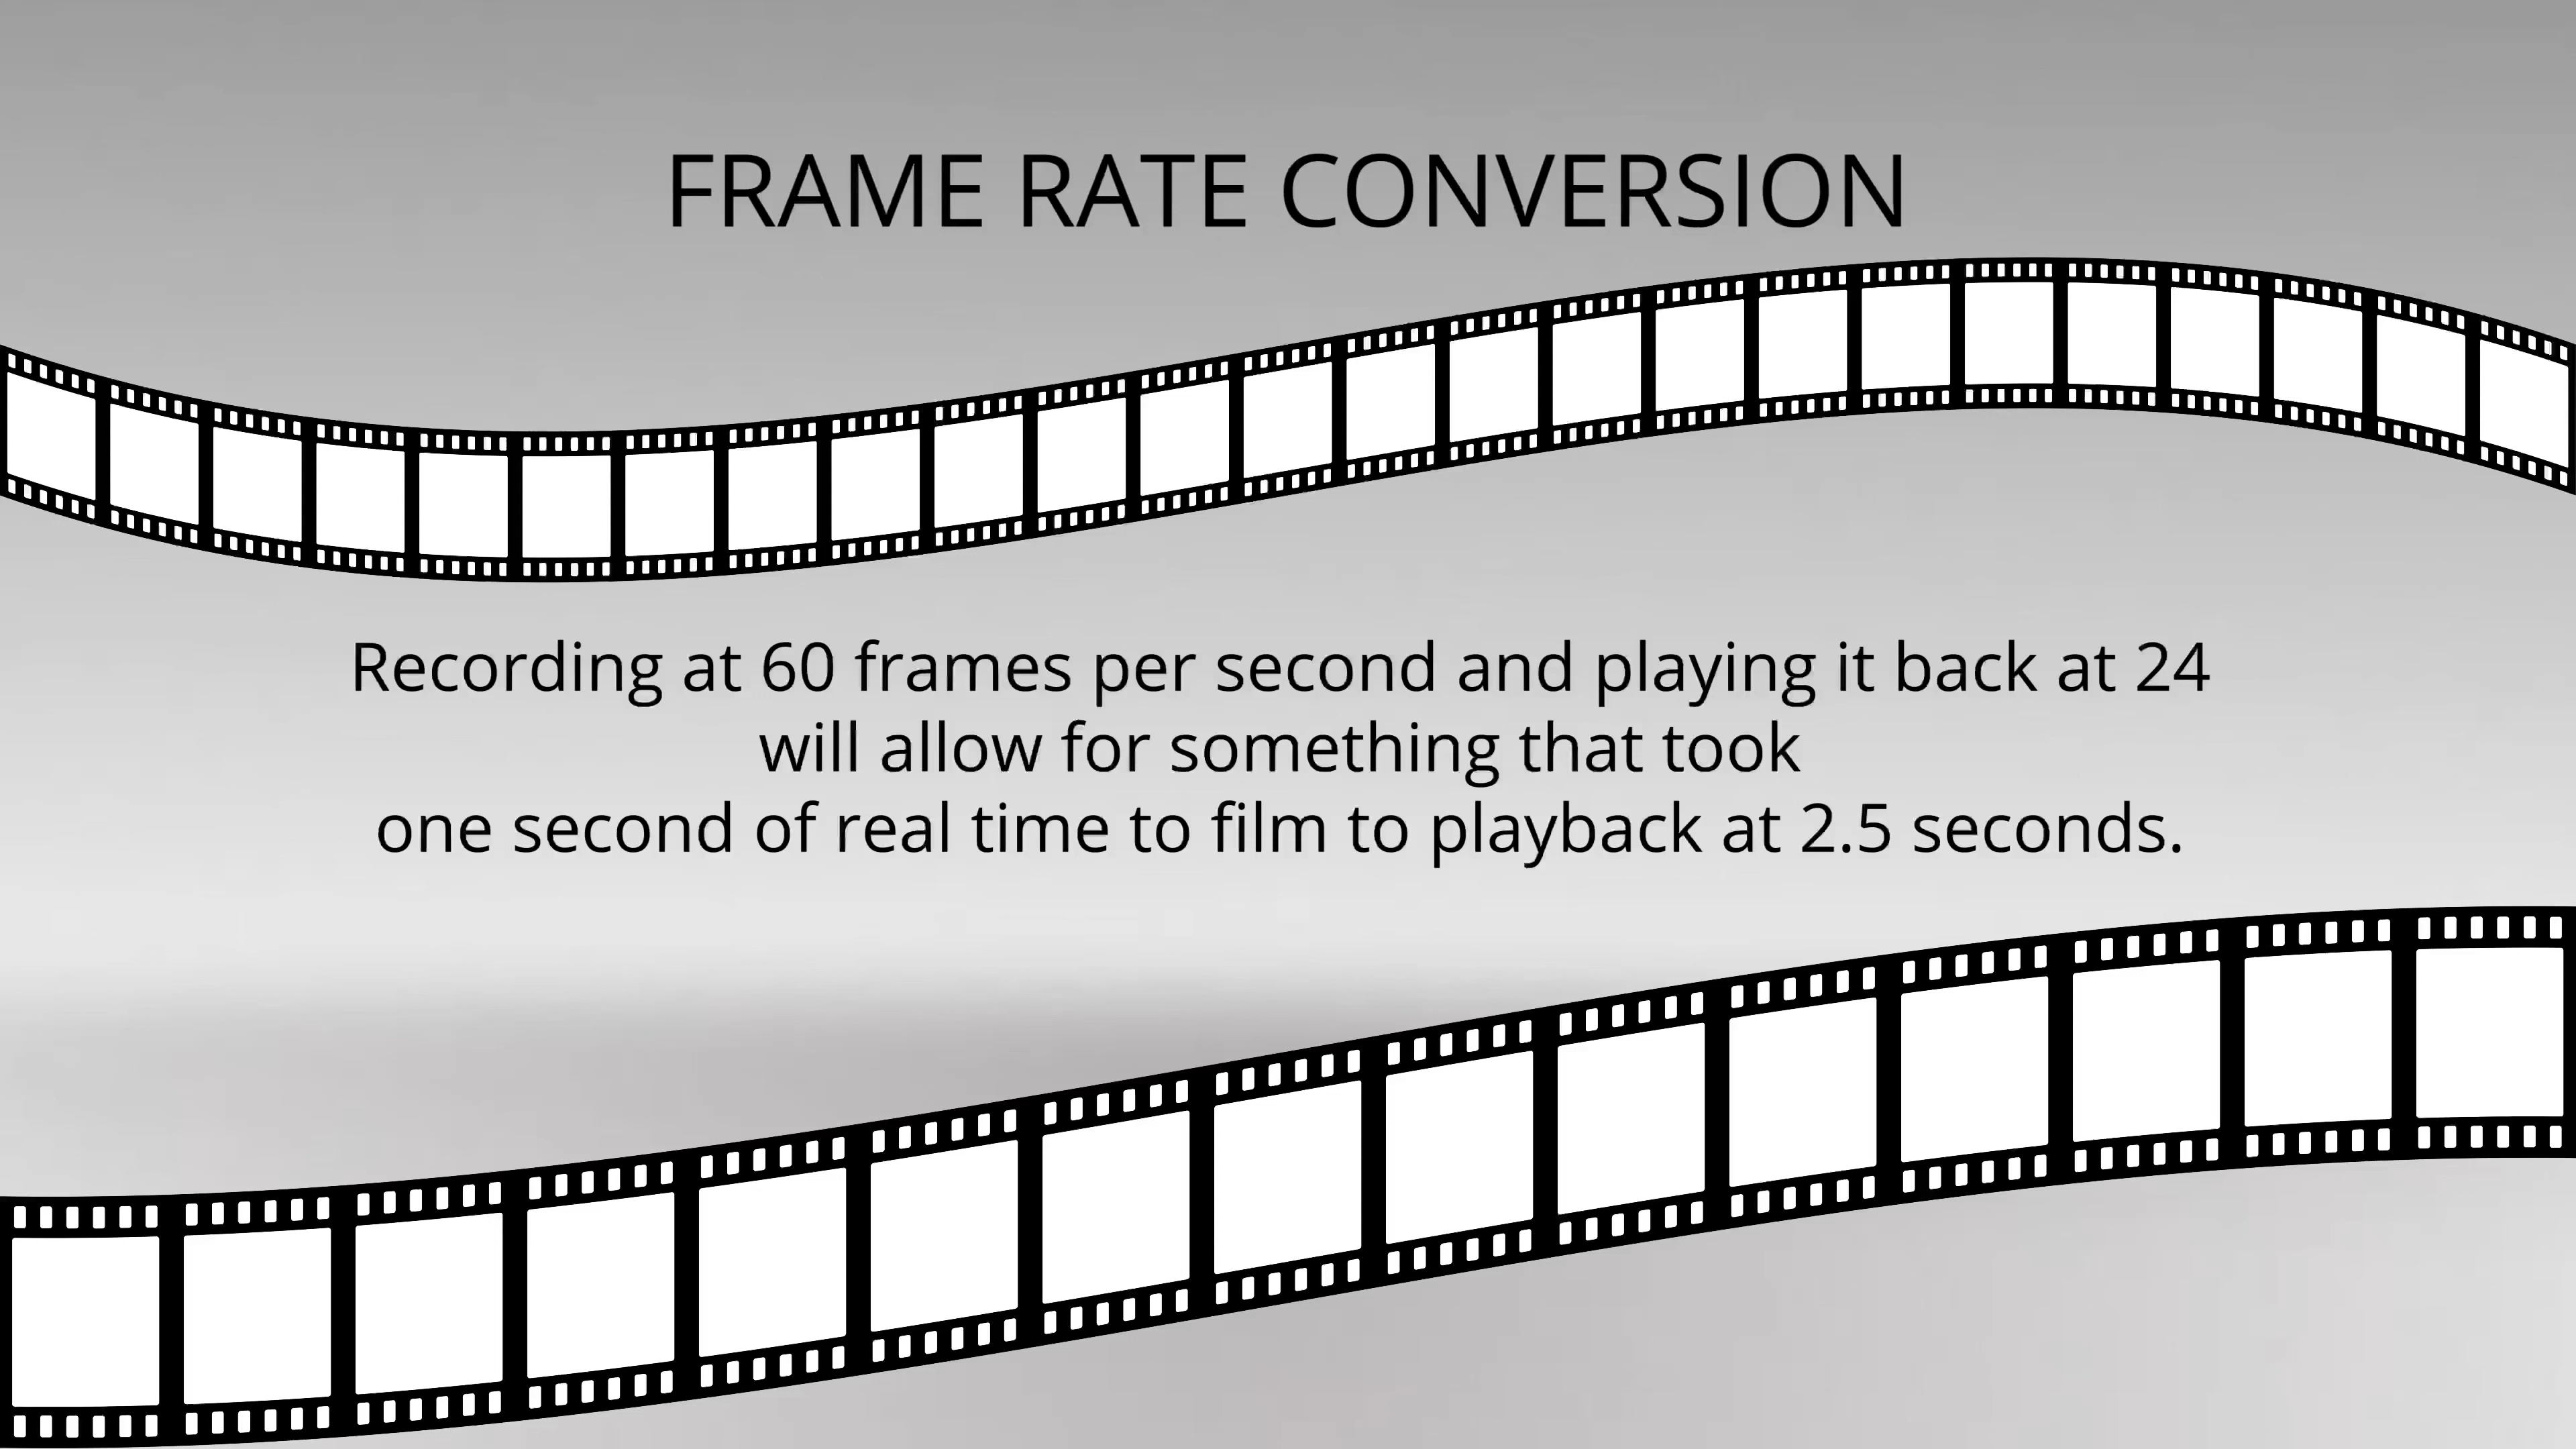 FRAME RATE CONVERSION
Recording at 60 frames per second and playing it back at 24
will allow for something that took
one second of real time to film to playback at 2.5 seconds.